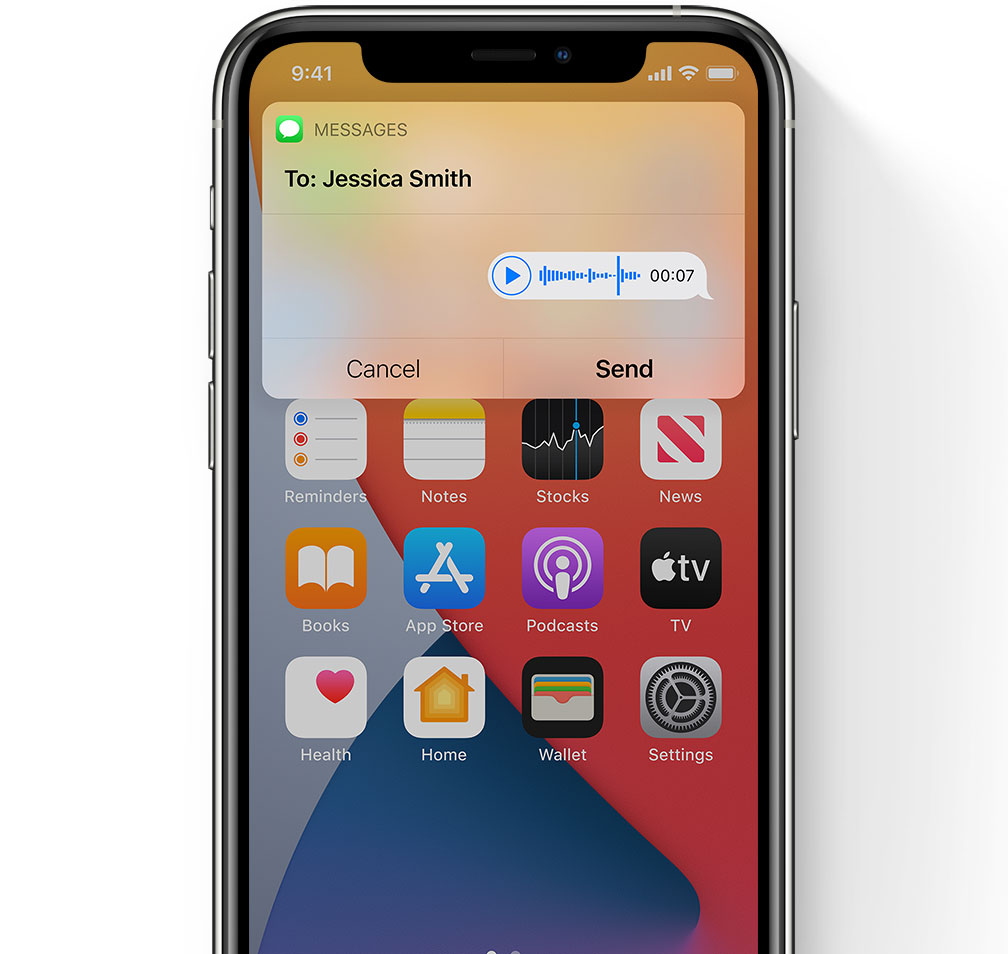 9:41
MESSAGES
To: Jessica Smith
00:07
Cancel Send
Reminders Notes Stocks News
tv
Books App Store Podcasts TV
Health Home Wallet Settings